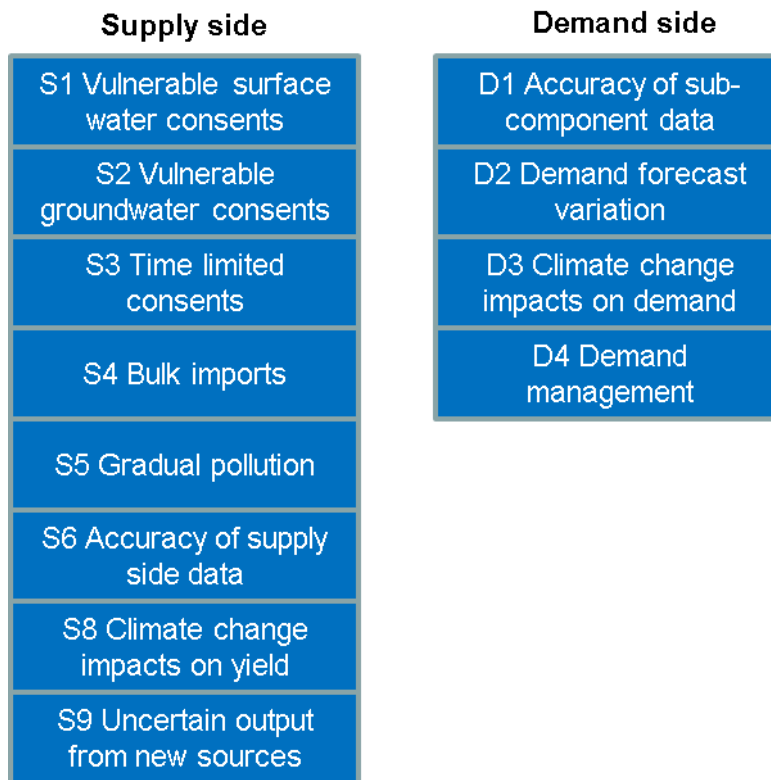 Supply side
S1 Vulnerable surface
water consents
S2 Vulnerable
groundwater consents
S3 Time limited
consents
S4 Bulk imports
S5 Gradual pollution
S6 Accuracy of supply
side data
S8 Climate change
impacts on yield
S9 Uncertain output
from new sources
Demand side
D1 Accuracy of sub-
component data
D2 Demand forecast
variation
D3 Climate change
impacts on demand
D4 Demand
management